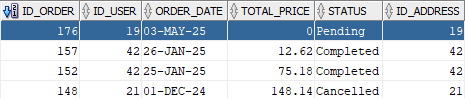 ID_ORDER ID_USER ORDER_DATE TOTAL_PRICE STATUS ID_ADDRESS
176 19 03-MAY-25 0 Pending 19
157 42 26-JAN-25 12.62 Completed 42
152 42 25-JAN-25 75.18 Completed 42
148 21 01-DEC-24 148.14 Cancelled 21